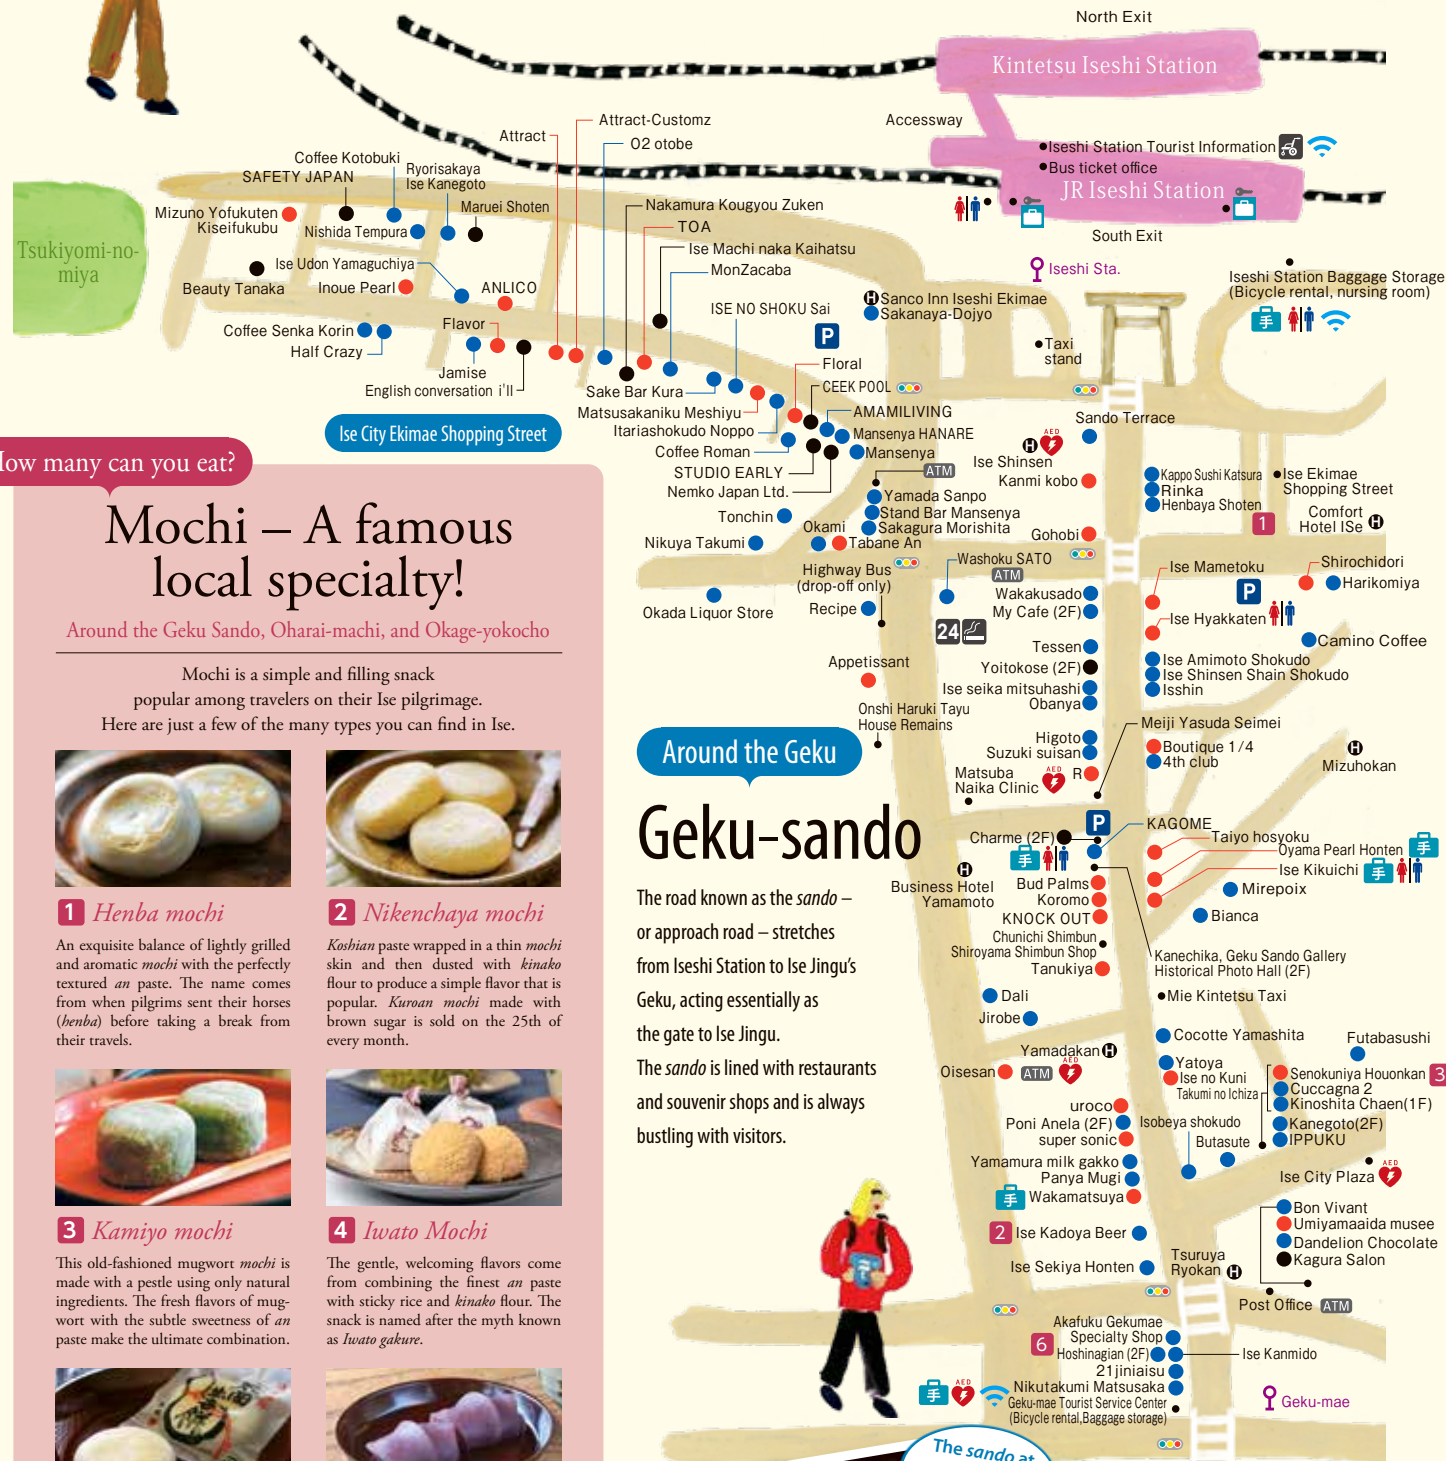 North Exit
Kintetsu Iseshi Station
Accessway
Iseshi Station Tourist Information
Bus ticket office
JR Iseshi Station
South Exit
Iseshi Sta.
Iseshi Station Baggage Storage
(Bicycle rental, nursing room)
Attract-Customz
Attract
O2 otobe
Coffee Kotobuki
SAFETY JAPAN
Ryorisakaya
Ise Kanegoto
Maruei Shoten
Mizuno Yofukuten
Kiseifukubu
Nishida Tempura
Nakamura Kougyou Zuken
TOA
Ise Machi naka Kaihatsu
MonZacaba
Tsukiyomi-no-
miya
Ise Udon Yamaguchiya
Beauty Tanaka
Inoue Pearl
ANLICO
ISE NO SHOKU Sai
H Sanco Inn Iseshi Ekimae
Sakanaya-Dojyo
P
Coffee Senka Korin
Half Crazy
Flavor
Jamise
English conversation i'll
Taxi
stand
Floral
CEEK POOL
Sake Bar Kura
Matsusakaniku Meshiyu
Itariashokudo Noppo
Coffee Roman
STUDIO EARLY
Nemko Japan Ltd.
AMAMILIVING
Mansenya HANARE
Mansenya
Ise City Ekimae Shopping Street
Sando Terrace
AED
H
Ise Shinsen
Kanmi kobo
ATM
Yamada Sanpo
Stand Bar Mansenya
Sakagura Morishita
Tonchin
Okami
Nikuya Takumi
Tabane An
Gohobi
Kappo Sushi Katsura
Rinka
Henbaya Shoten
1
Ise Ekimae
Shopping Street
Comfort
Hotel ISe H
Highway Bus
(drop-off only)
Washoku SATO
ATM
Okada Liquor Store
Recipe
Wakakusado
My Cafe (2F)
24
Ise Mametoku
P
Shirochidori
Harikomiya
Ise Hyakkaten
Camino Coffee
Tessen
Yoitokose (2F)
Ise seika mitsuhashi
Obanya
Ise Amimoto Shokudo
Ise Shinsen Shain Shokudo
Isshin
Appetissant
Onshi Haruki Tayu
House Remains
Higoto
Suzuki suisan
Meiji Yasuda Seimei
Boutique 1/4
4th club
H
Mizuhokan
Matsuba
Naika Clinic
AED
R
P
Charme (2F)
KAGOME
Taiyo hosyoku
Oyama Pearl Honten
Ise Kikuichi
手
手
手
Mirepoix
Bianca
H
Business Hotel
Yamamoto
Bud Palms
Koromo
KNOCK OUT
Chunichi Shimbun
Shiroyama Shimbun Shop
Tanukiya
Kanechika, Geku Sando Gallery
Historical Photo Hall (2F)
Dali
Jirobe
Mie Kintetsu Taxi
Yamadakan H
Oisesan
ATM
AED
Cocotte Yamashita
Futabasushi
Yatoya
Ise no Kuni
Takumi no Ichiza
Senokuniya Houonkan
3
Cuccagna 2
Kinoshita Chaen(1F)
Kanegoto(2F)
IPPUKU
uroco
Poni Anela (2F)
super sonic
Isobeya shokudo
Butasute
Yamamura milk gakko
Panya Mugi
手
Wakamatsuya
Ise City Plaza
AED
2
Ise Kadoya Beer
Bon Vivant
Umiyamaaida musee
Dandelion Chocolate
Kagura Salon
Ise Sekiya Honten
Tsuruya
Ryokan H
Post Office ATM
Akafuku Gekumae
Specialty Shop
6
Hoshinagian (2F)
Ise Kanmido
21jiniaisu
Nikutakumi Matsusaka
手
AED
Geku-mae Tourist Service Center
(Bicycle rental,Baggage storage)
Geku-mae
手
Around the Geku
Geku-sando
The road known as the sando –
or approach road – stretches
from Iseshi Station to Ise Jingu's
Geku, acting essentially as
the gate to Ise Jingu.
The sando is lined with restaurants
and souvenir shops and is always
bustling with visitors.
The sando at
How many can you eat?
Mochi – A famous
local specialty!
Around the Geku Sando, Oharai-machi, and Okage-yokocho
Mochi is a simple and filling snack
popular among travelers on their Ise pilgrimage.
Here are just a few of the many types you can find in Ise.
1 Henba mochi
An exquisite balance of lightly grilled
and aromatic mochi with the perfectly
textured an paste. The name comes
from when pilgrims sent their horses
(henba) before taking a break from
their travels.
2 Nikenchaya mochi
Koshian paste wrapped in a thin mochi
skin and then dusted with kinako
flour to produce a simple flavor that is
popular. Kuroan mochi made with
brown sugar is sold on the 25th of
every month.
3 Kamiyo mochi
This old-fashioned mugwort mochi is
made with a pestle using only natural
ingredients. The fresh flavors of mug-
wort with the subtle sweetness of an
paste make the ultimate combination.
4 Iwato Mochi
The gentle, welcoming flavors come
from combining the finest an paste
with sticky rice and kinako flour. The
snack is named after the myth known
as Iwato gakure.